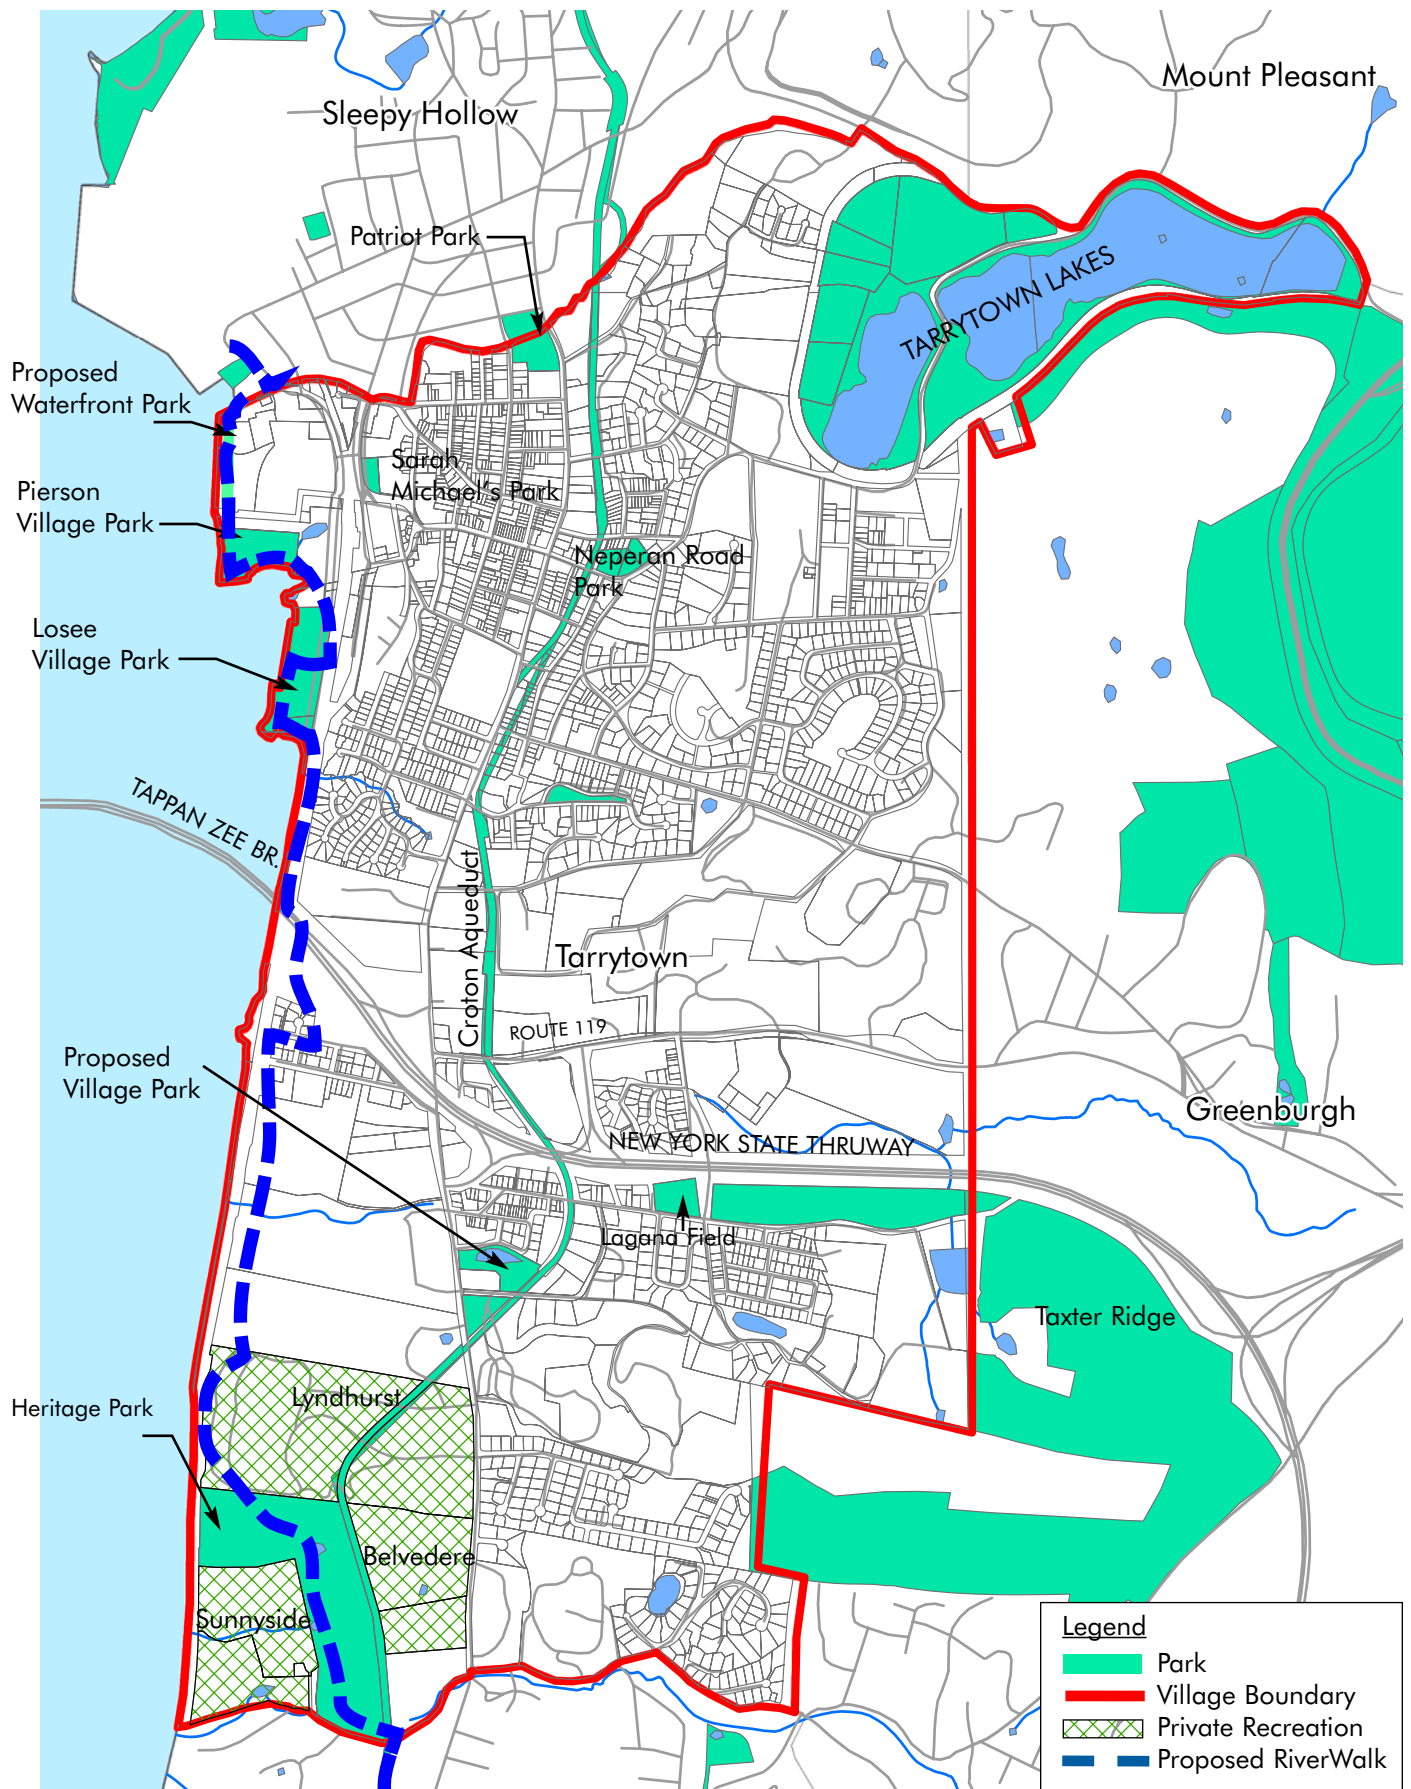 Mount Pleasant
Sleepy Hollow
Patriot Park
TARRYTOWN LAKES
Proposed
Waterfront Park
Sarah
Michael's Park
Pierson
Village Park
Neperan Road
Park
Losee
Village Park
TAPPAN ZEE BR.
Croton Aqueduct
Tarrytown
ROUTE 119
Proposed
Village Park
Greenburgh
NEW YORK STATE THRUWAY
Lagana Field
Taxter Ridge
Lyndhurst
Heritage Park
Belvedere
Sunnyside
Legend
Park
Village Boundary
Private Recreation
Proposed RiverWalk